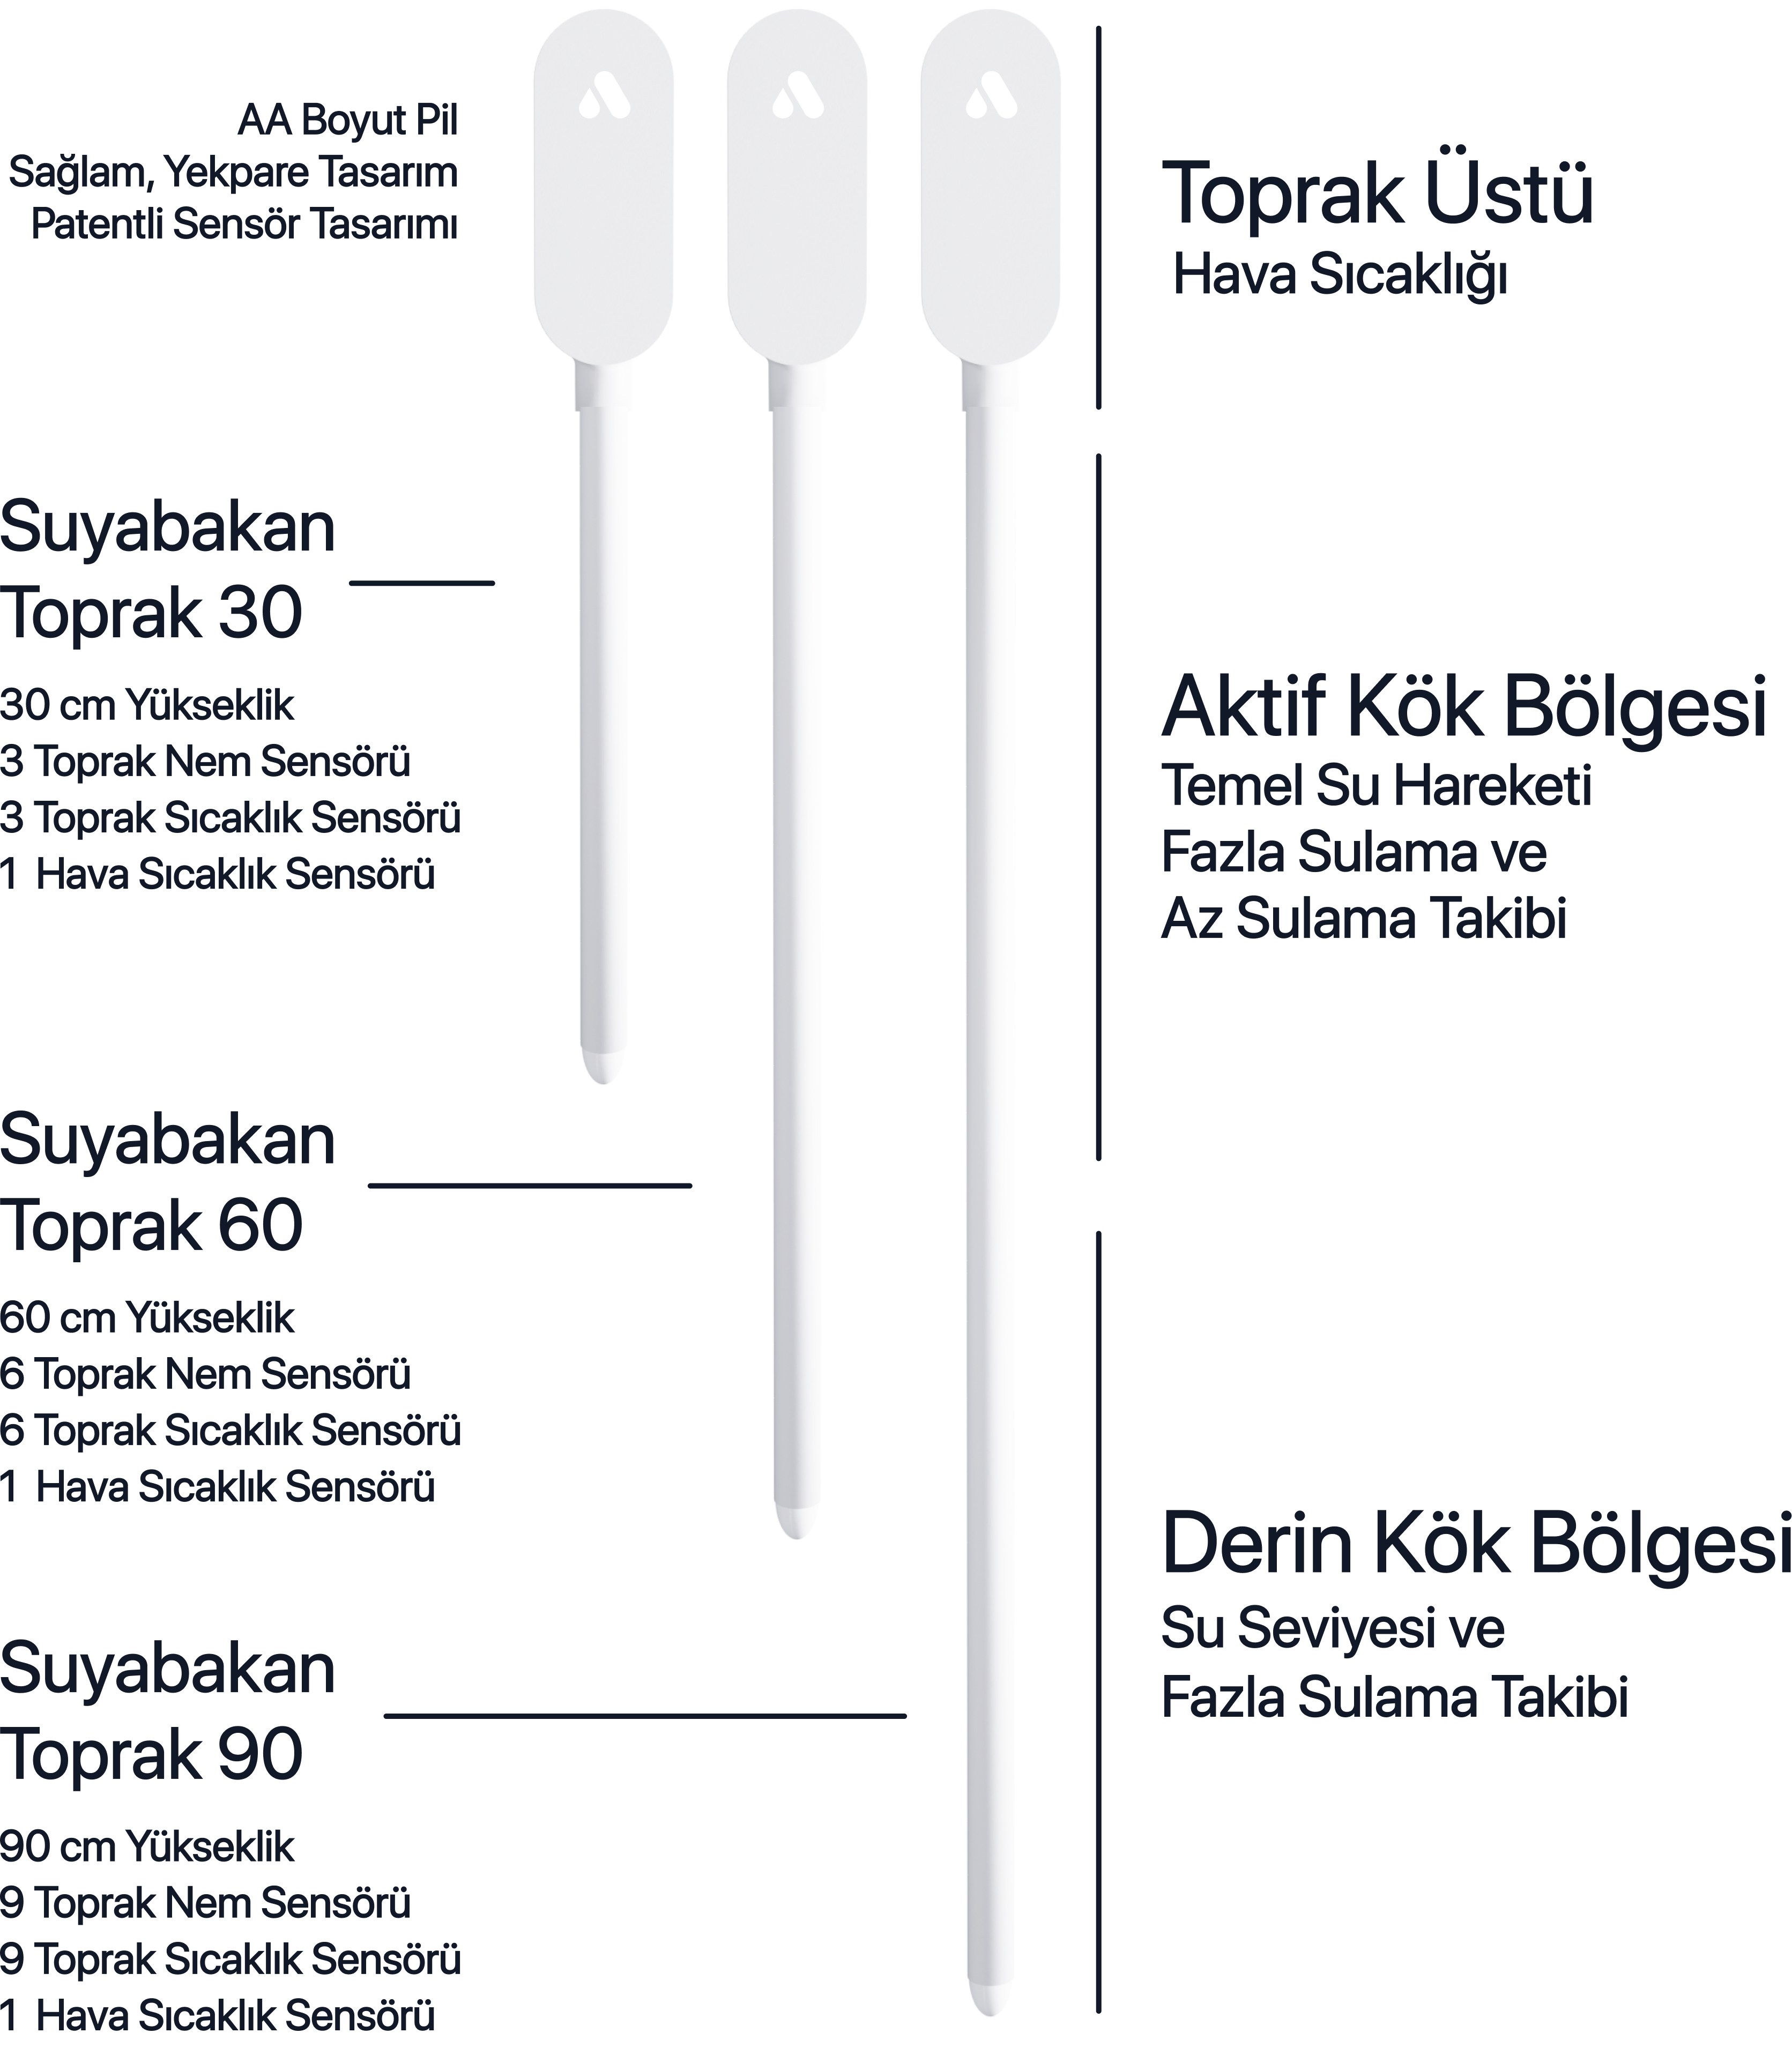 AA Boyut Pil
Sağlam, Yekpare Tasarım
Patentli Sensör Tasarımı
Toprak Üstü
Hava Sıcaklığı
Suyabakan
Toprak 30
30 cm Yükseklik
3 Toprak Nem Sensörü
3 Toprak Sıcaklık Sensörü
1 Hava Sıcaklık Sensörü
Aktif Kök Bölgesi
Temel Su Hareketi
Fazla Sulama ve
Az Sulama Takibi
Suyabakan
Toprak 60
60 cm Yükseklik
6 Toprak Nem Sensörü
6 Toprak Sıcaklık Sensörü
1 Hava Sıcaklık Sensörü
Derin Kök Bölgesi
Su Seviyesi ve
Fazla Sulama Takibi
Suyabakan
Toprak 90
90 cm Yükseklik
9 Toprak Nem Sensörü
9 Toprak Sıcaklık Sensörü
1 Hava Sıcaklık Sensörü